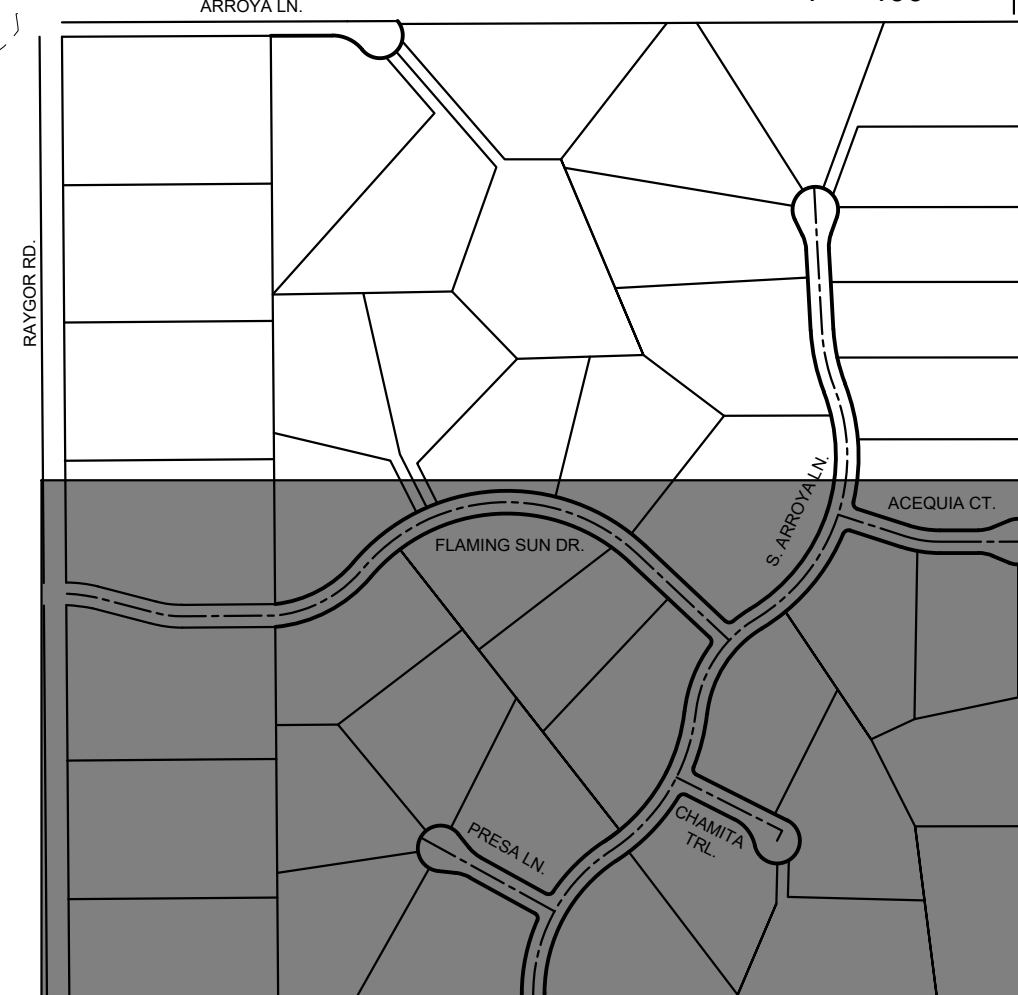 ARROYA LN.
RAYGOR RD.
S. ARROYA LN.
ACEQUIA CT.
FLAMING SUN DR.
PRESA LN.
CHAMITA
TRL.